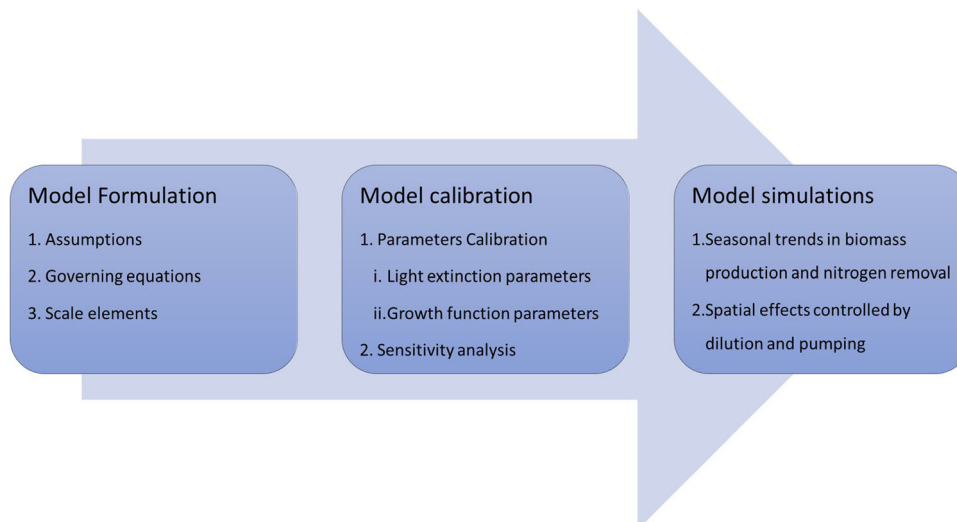 Model Formulation
1. Assumptions
2. Governing equations
3. Scale elements
Model calibration
1. Parameters Calibration
i. Light extinction parameters
ii.Growth function parameters
2. Sensitivity analysis
Model simulations
1.Seasonal trends in biomass
production and nitrogen removal
2.Spatial effects controlled by
dilution and pumping